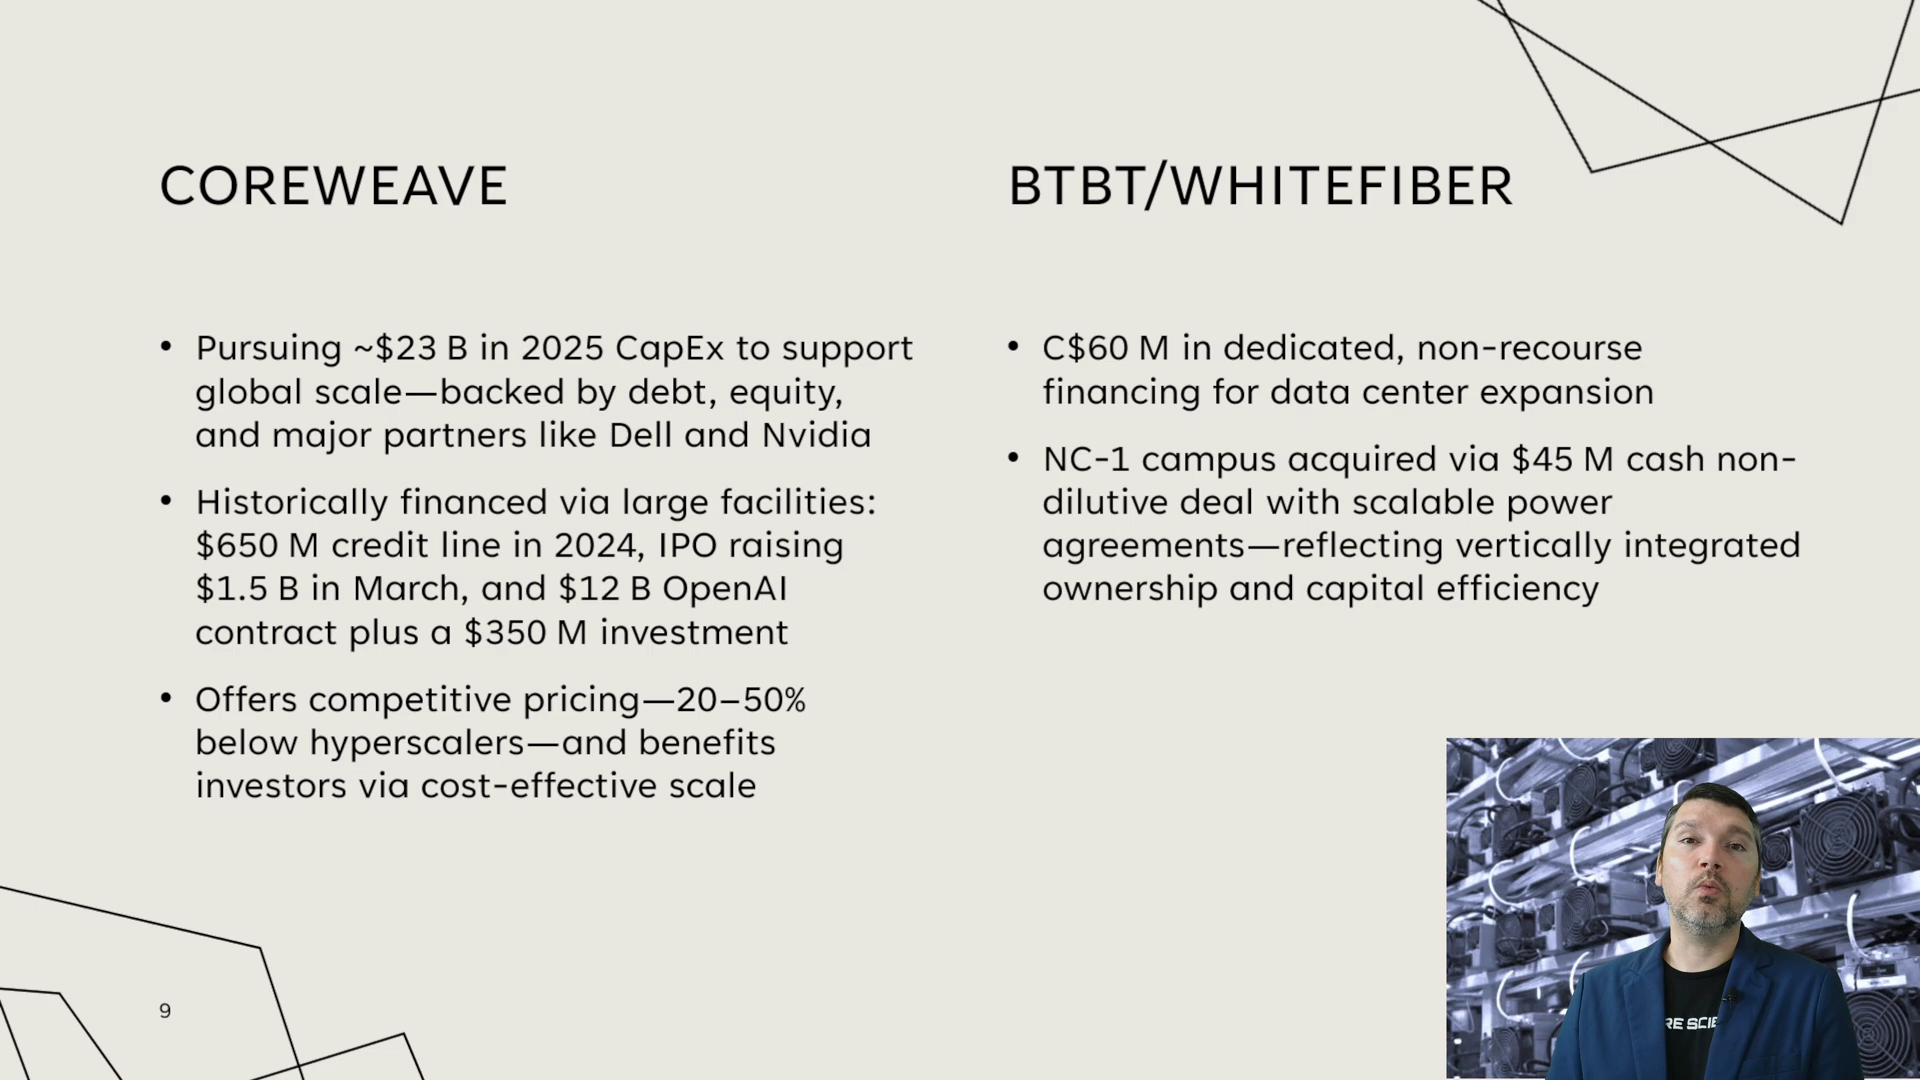 COREWEAVE
• Pursuing ~$23 B in 2025 CapEx to support
global scale—backed by debt, equity,
and major partners like Dell and Nvidia
• Historically financed via large facilities:
$650 M credit line in 2024, IPO raising
$1.5 B in March, and $12 B OpenAI
contract plus a $350 M investment
• Offers competitive pricing—20–50%
below hyperscalers—and benefits
investors via cost-effective scale
BTBT/WHITEFIBER
• C$60 M in dedicated, non-recourse
financing for data center expansion
• NC-1 campus acquired via $45 M cash non-
dilutive deal with scalable power
agreements—reflecting vertically integrated
ownership and capital efficiency
9
RE SCIE